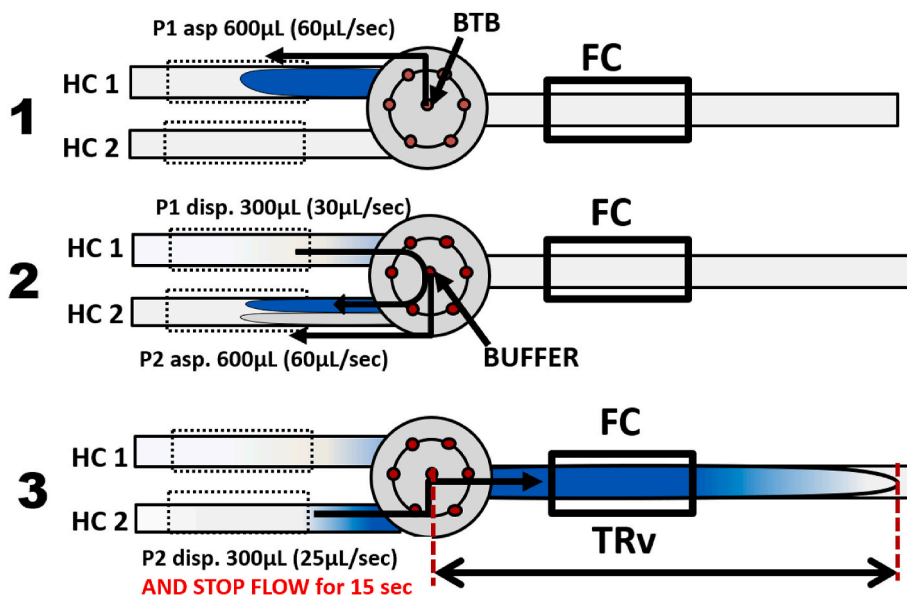 P1 asp 600µL (60µL/sec)
BTB
FC
HC 1
1
HC 2
P1 disp. 300µL (30µL/sec)
FC
HC 1
2
HC 2
P2 asp. 600µL (60µL/sec)
BUFFER
FC
HC 1
3
HC 2
TRv
P2 disp. 300µL (25µL/sec)
AND STOP FLOW for 15 sec